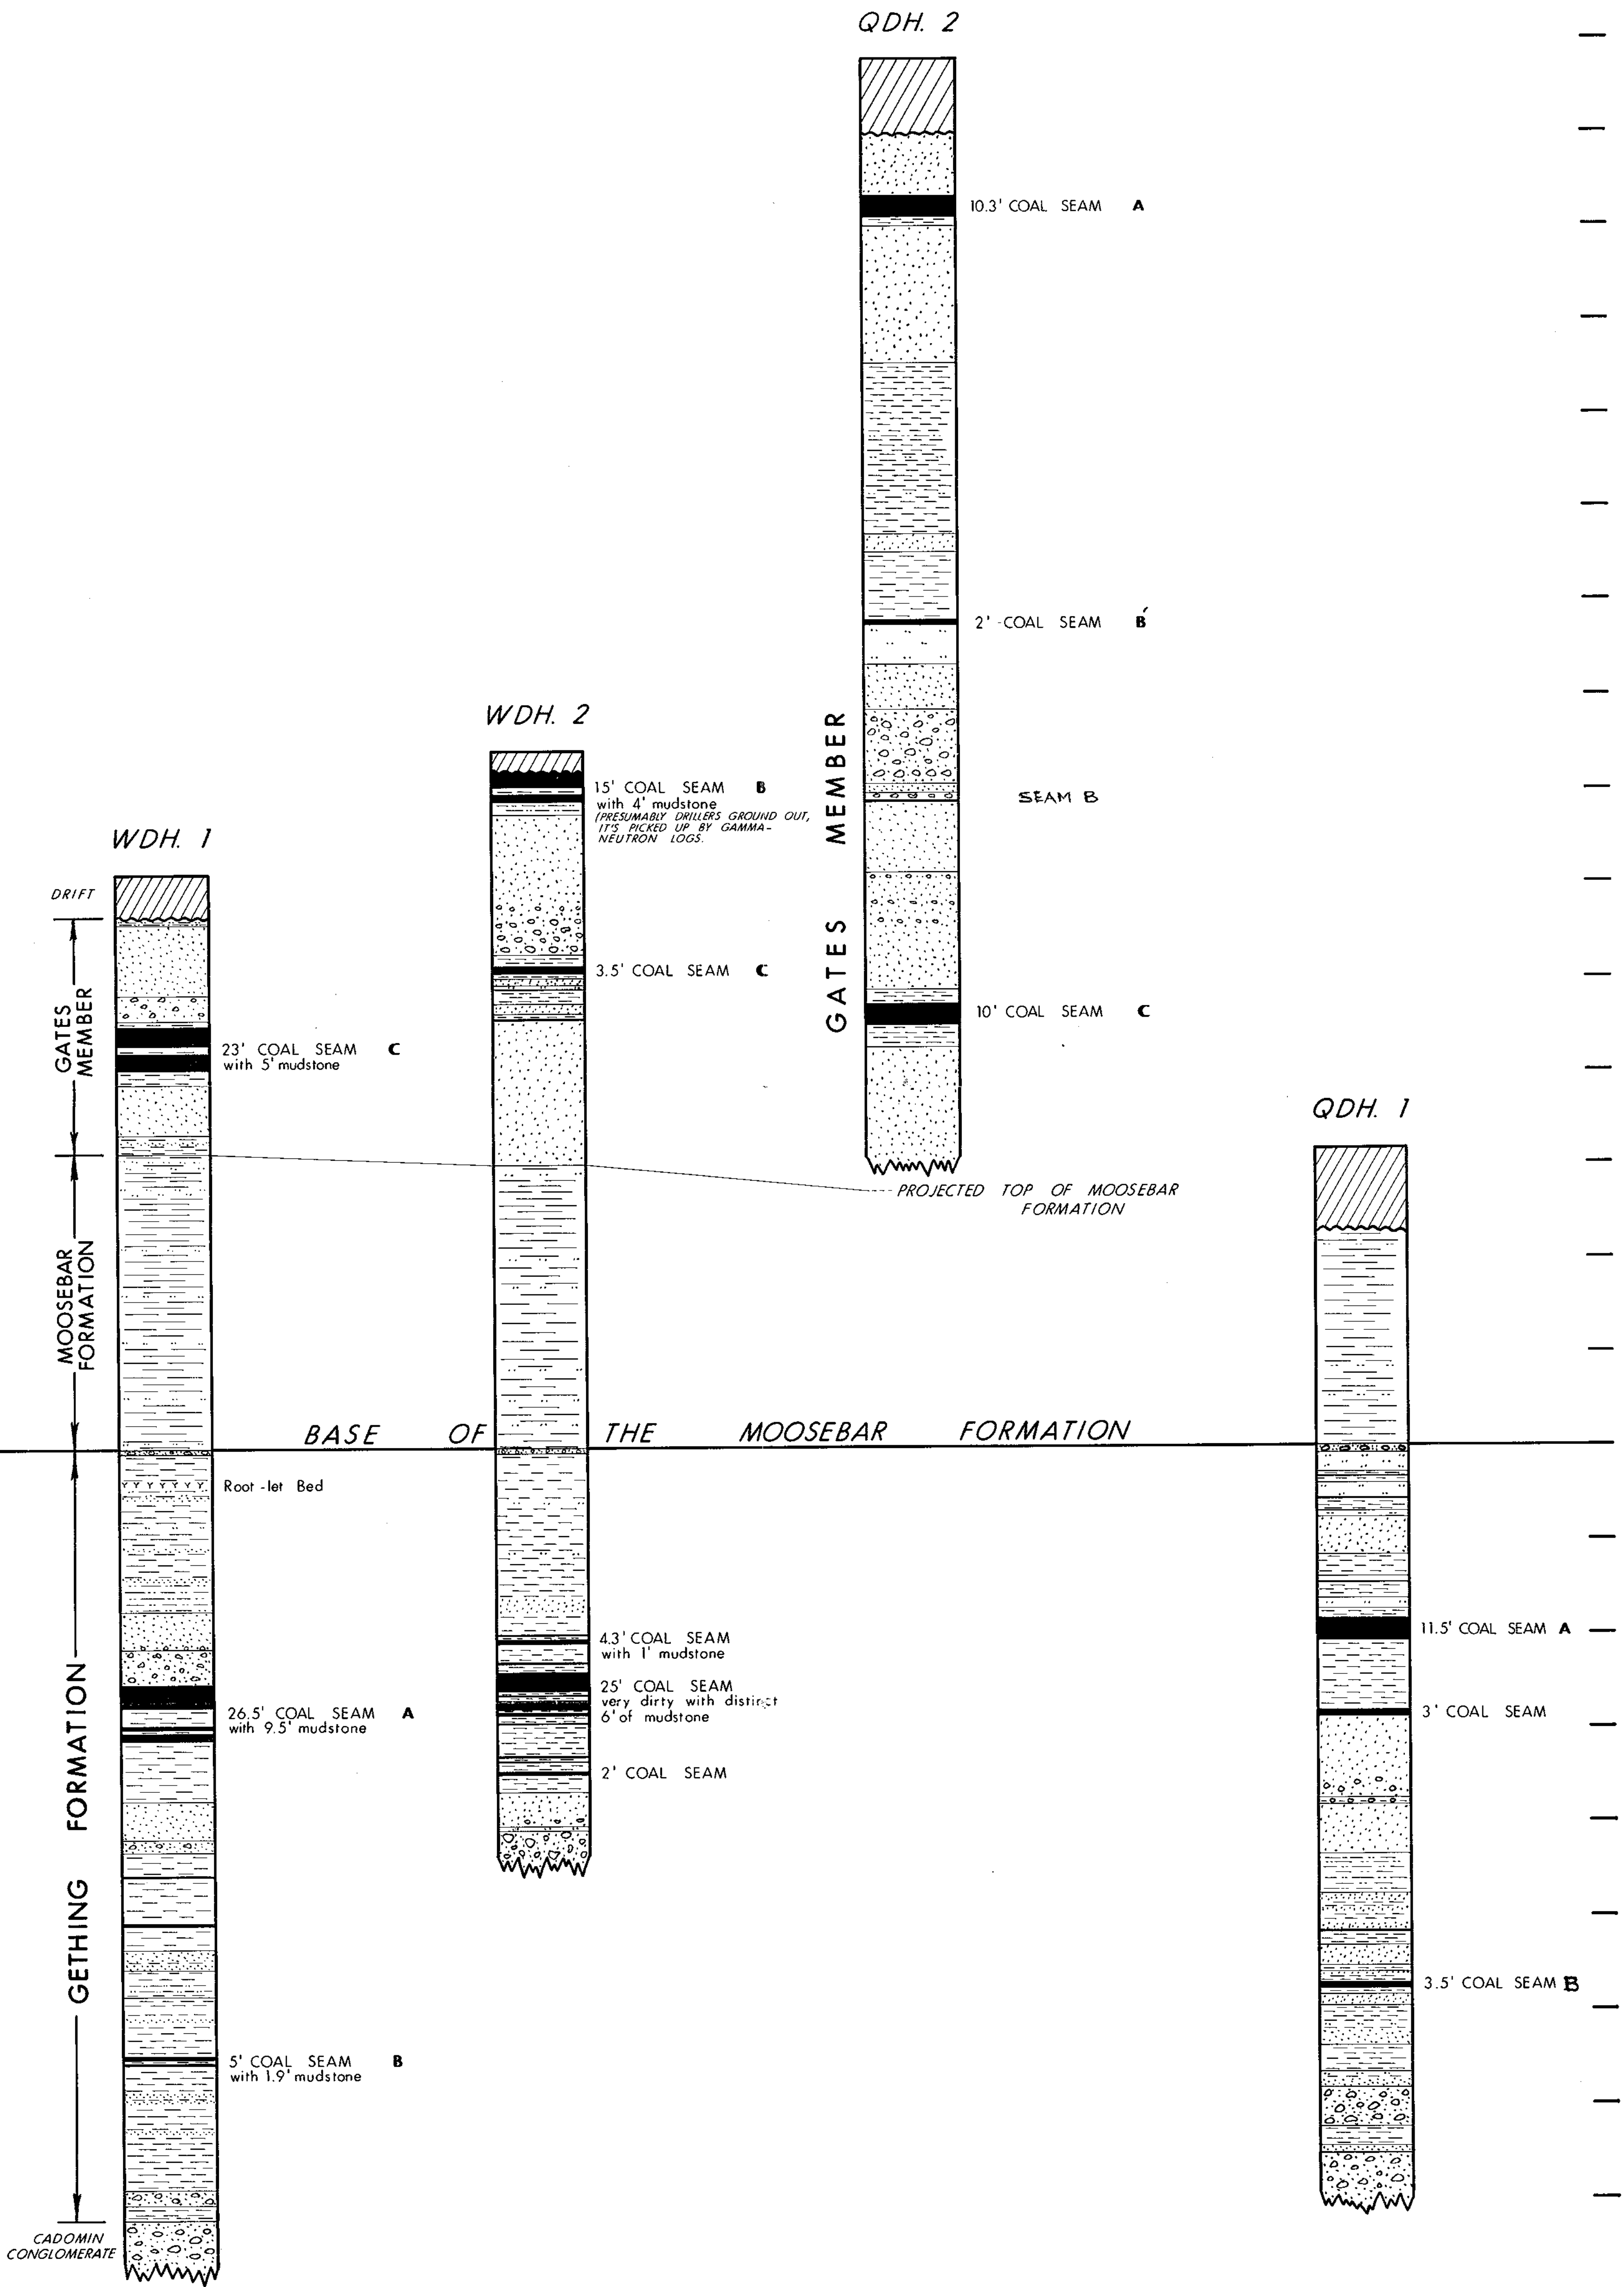 QDH. 2
10.3' COAL SEAM A
2' COAL SEAM B'
SEAM B
10' COAL SEAM C
GATES MEMBER
PROJECTED TOP OF MOOSEBAR
FORMATION
WDH. 2
15' COAL SEAM B
with 4' mudstone
(PRESUMABLY DRILLERS GROUND OUT,
IT'S PICKED UP BY GAMMA-
NEUTRON LOGS.
3.5' COAL SEAM C
WDH. 1
DRIFT
GATES
MEMBER
23' COAL SEAM C
with 5' mudstone
MOOSEBAR
FORMATION
QDH. 1
BASE OF THE MOOSEBAR FORMATION
Root-let Bed
4.3' COAL SEAM
with 1' mudstone
25' COAL SEAM
very dirty with distinct
6' of mudstone
2' COAL SEAM
26.5' COAL SEAM A
with 9.5' mudstone
GETHING FORMATION
5' COAL SEAM B
with 1.9' mudstone
CADOMIN
CONGLOMERATE
11.5' COAL SEAM A
3' COAL SEAM
3.5' COAL SEAM B